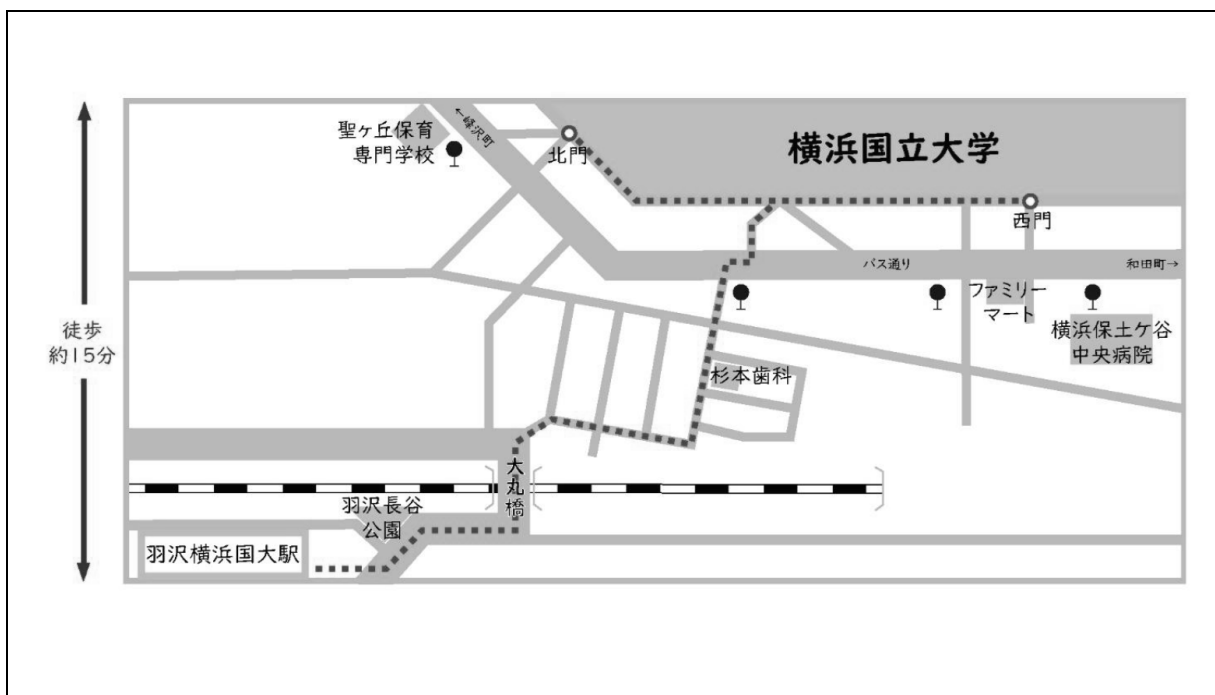 ←峰沢町
聖ヶ丘保育
専門学校
北門
横浜国立大学
西門
バス通り
和田町→
ファミリー
マート
横浜保土ケ谷
中央病院
徒歩
約15分
杉本歯科
大丸橋
羽沢長谷
公園
羽沢横浜国大駅